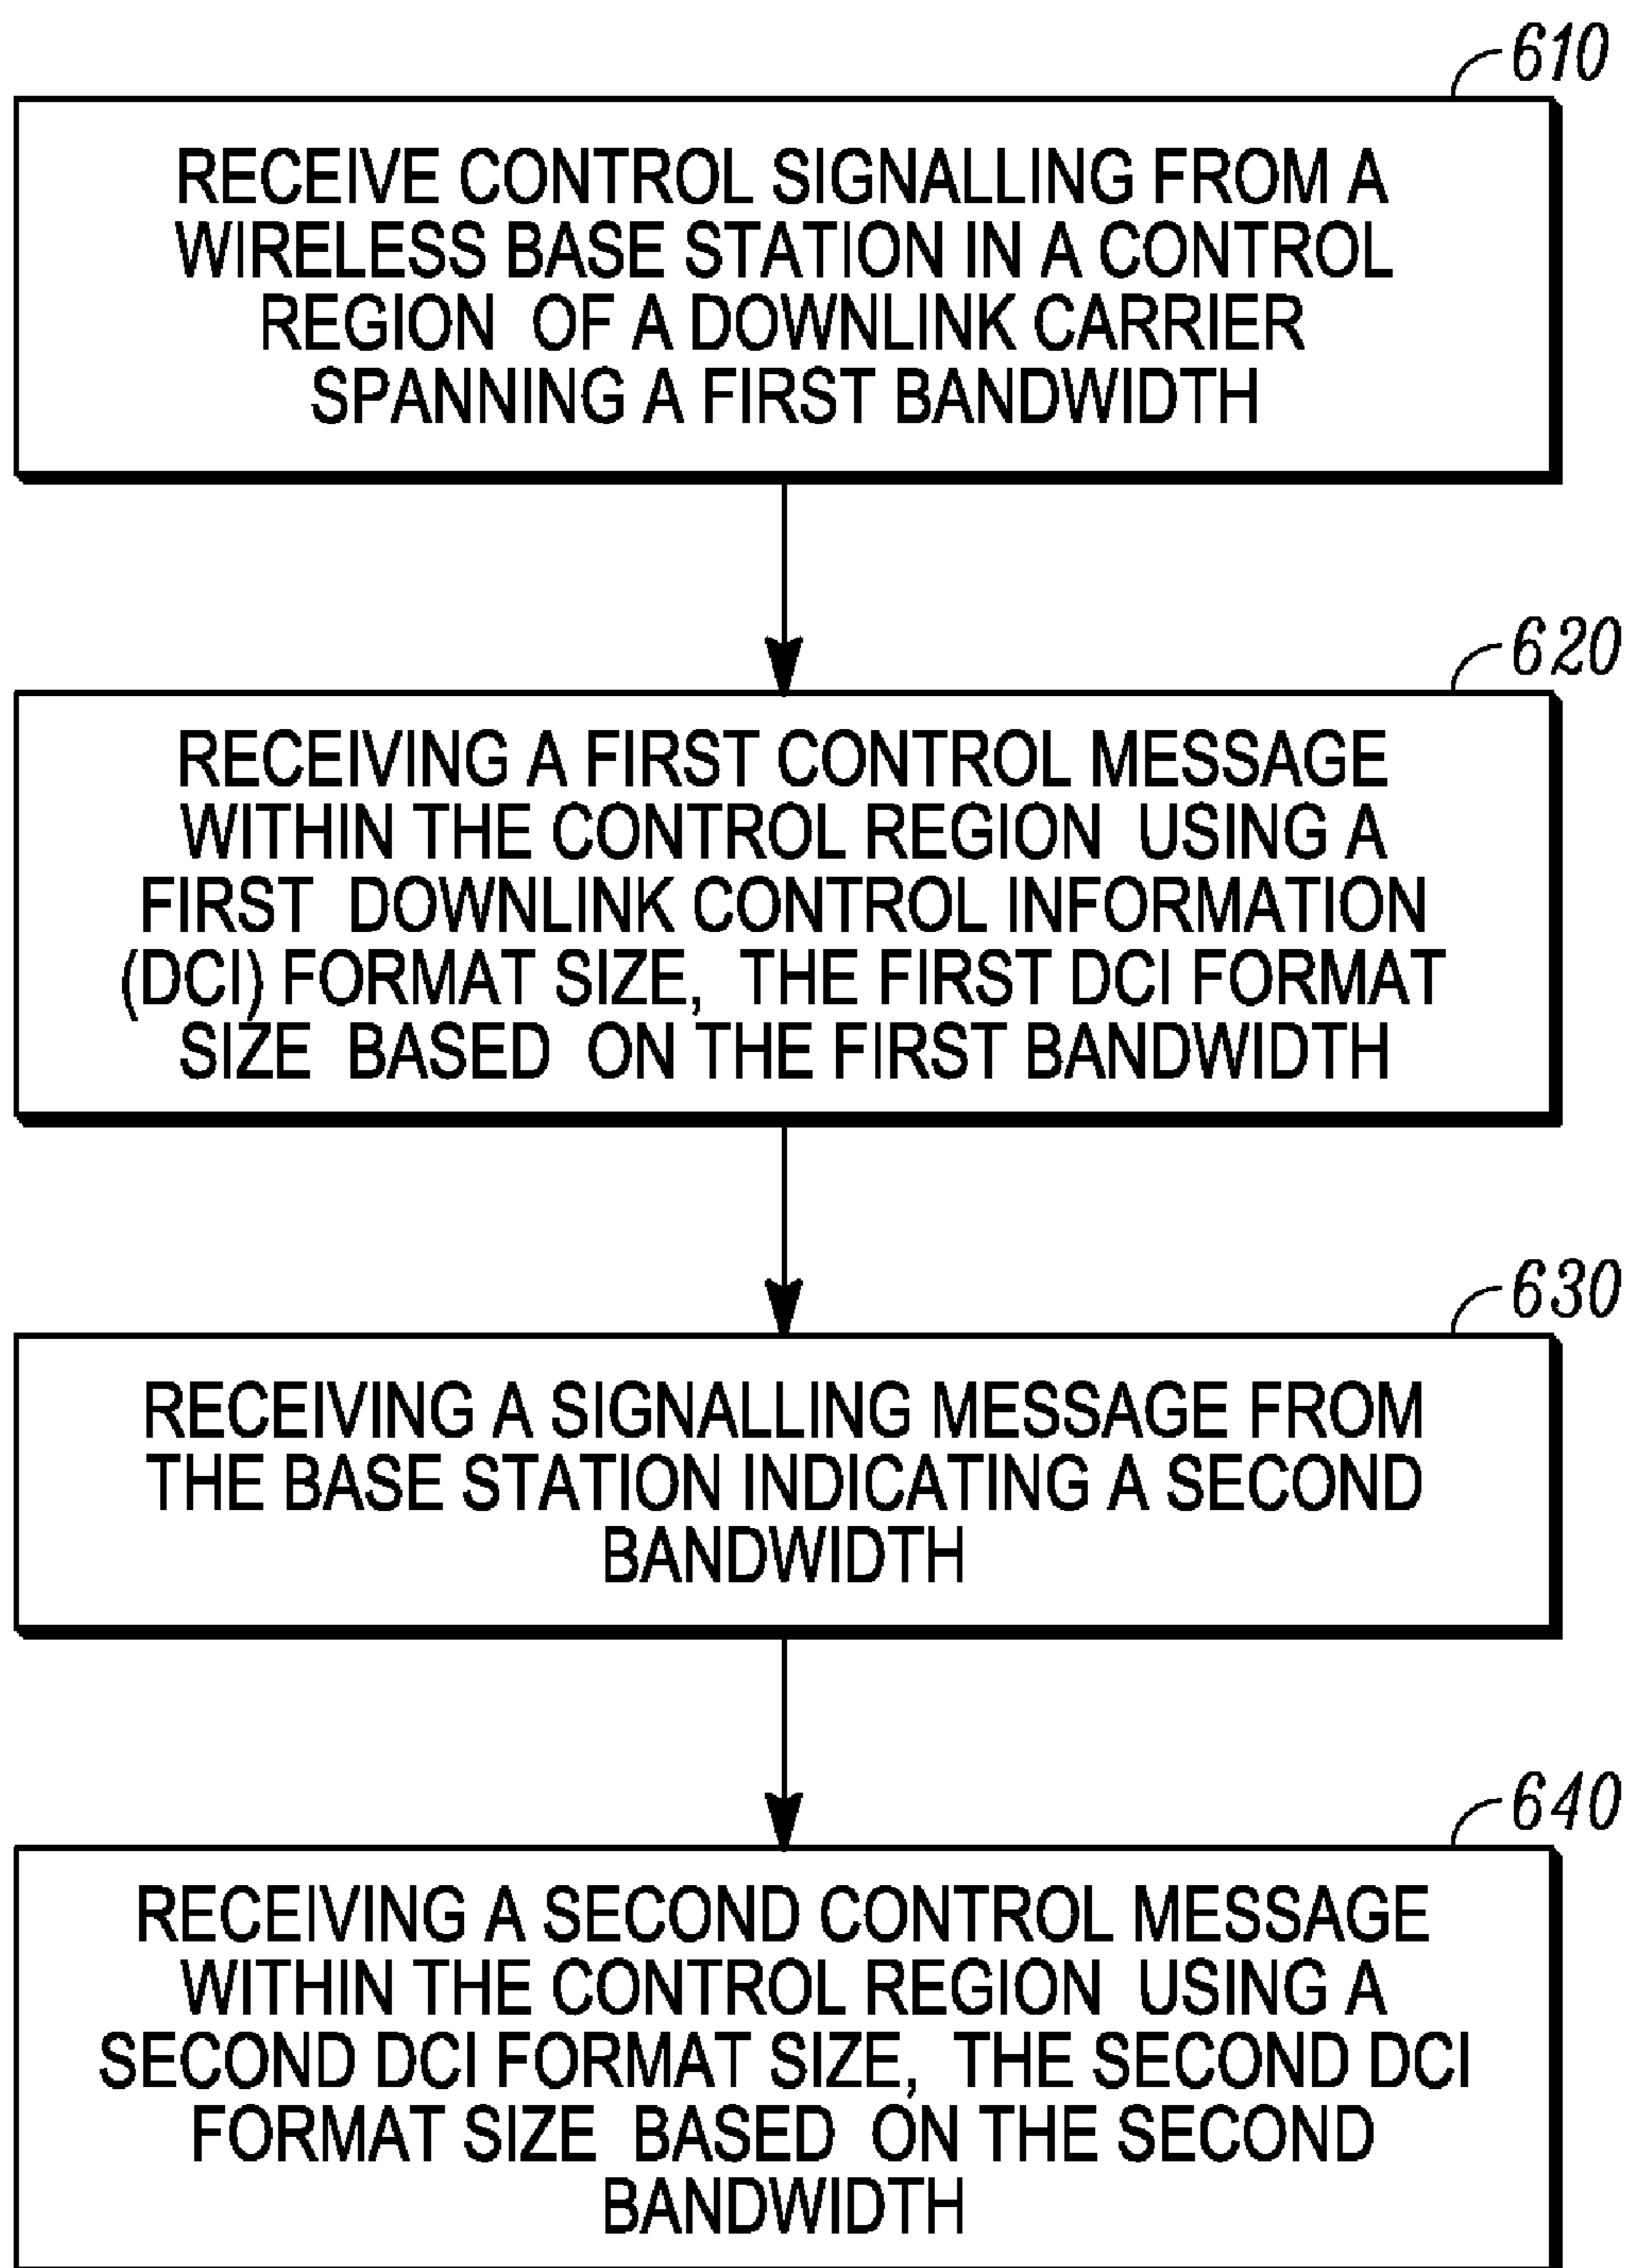 610
RECEIVE CONTROL SIGNALLING FROM A
WIRELESS BASE STATION IN A CONTROL
REGION OF A DOWNLINK CARRIER
SPANNING A FIRST BANDWIDTH
620
RECEIVING A FIRST CONTROL MESSAGE
WITHIN THE CONTROL REGION USING A
FIRST DOWNLINK CONTROL INFORMATION
(DCI) FORMAT SIZE, THE FIRST DCI FORMAT
SIZE BASED ON THE FIRST BANDWIDTH
630
RECEIVING A SIGNALLING MESSAGE FROM
THE BASE STATION INDICATING A SECOND
BANDWIDTH
640
RECEIVING A SECOND CONTROL MESSAGE
WITHIN THE CONTROL REGION USING A
SECOND DCI FORMAT SIZE, THE SECOND DCI
FORMAT SIZE BASED ON THE SECOND
BANDWIDTH